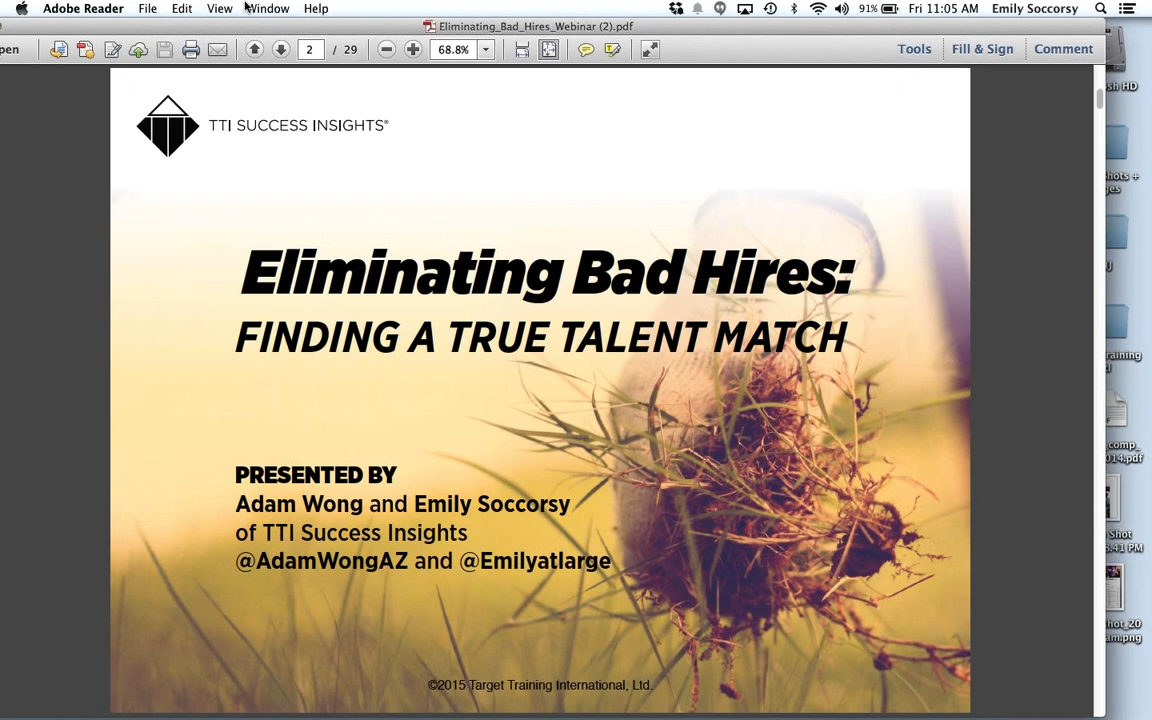 Adobe Reader File Edit View Window Help 91% Fri 11:05 AM Emily Soccorsy
Eliminating_Bad_Hires_Webinar (2).pdf
2 / 29 68.8% Tools Fill & Sign Comment
TTI SUCCESS INSIGHTS®
Eliminating Bad Hires:
FINDING A TRUE TALENT MATCH
PRESENTED BY
Adam Wong and Emily Soccorsy
of TTI Success Insights
@AdamWongAZ and @Emilyatlarge
©2015 Target Training International, Ltd.